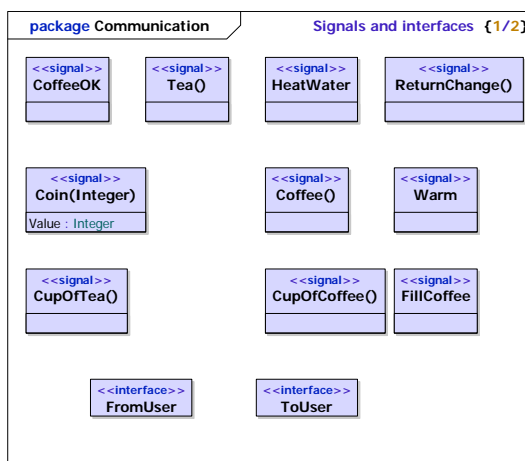 package Communication
Signals and interfaces {1/2}
<<signal>>
CoffeeOK
<<signal>>
Tea()
<<signal>>
HeatWater
<<signal>>
ReturnChange()
<<signal>>
Coin(Integer)
Value : Integer
<<signal>>
Coffee()
<<signal>>
Warm
<<signal>>
CupOfTea()
<<signal>>
CupOfCoffee()
<<signal>>
FillCoffee
<<interface>>
FromUser
<<interface>>
ToUser